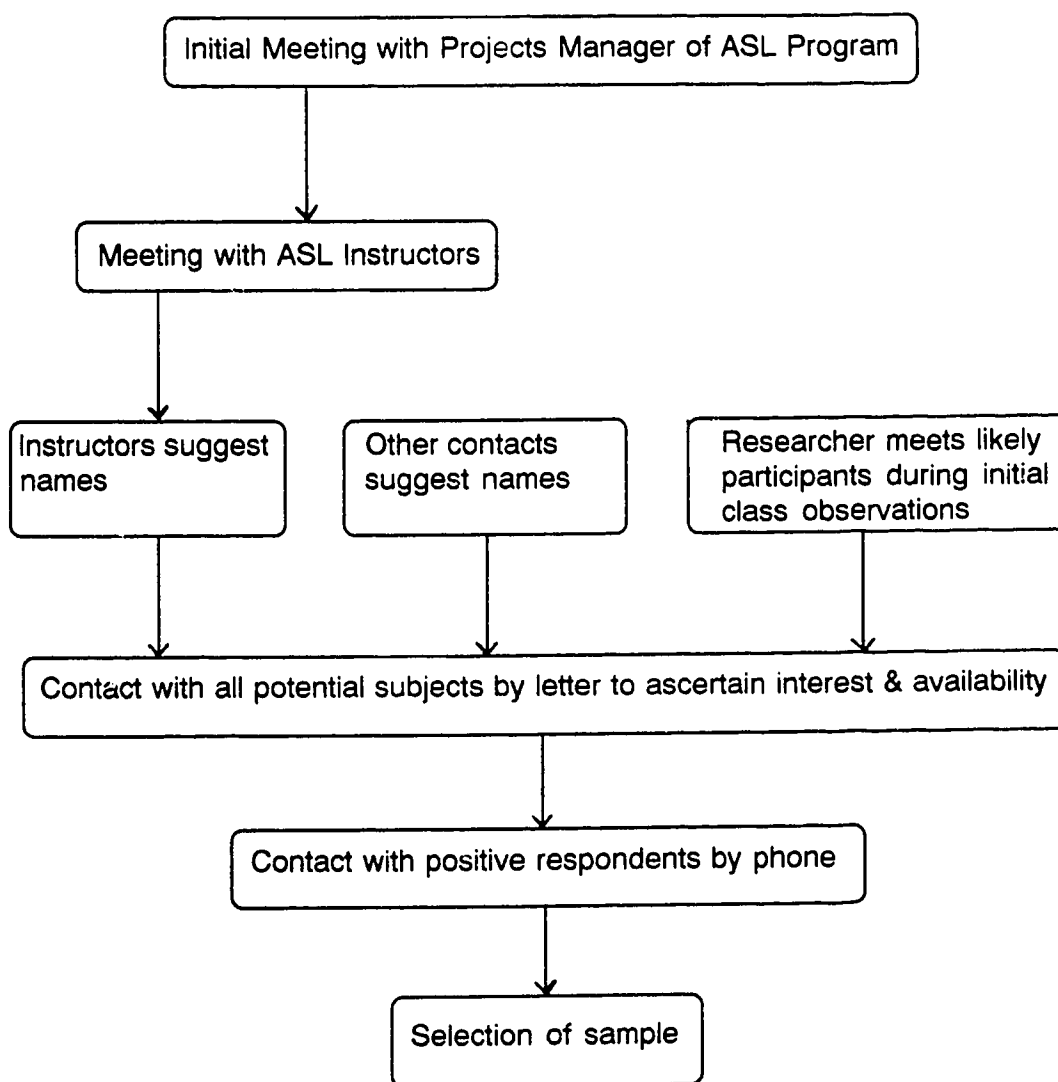 Initial Meeting with Projects Manager of ASL Program
Meeting with ASL Instructors
Instructors suggest
names
Other contacts
suggest names
Researcher meets likely
participants during initial
class observations
Contact with all potential subjects by letter to ascertain interest & availability
Contact with positive respondents by phone
Selection of sample